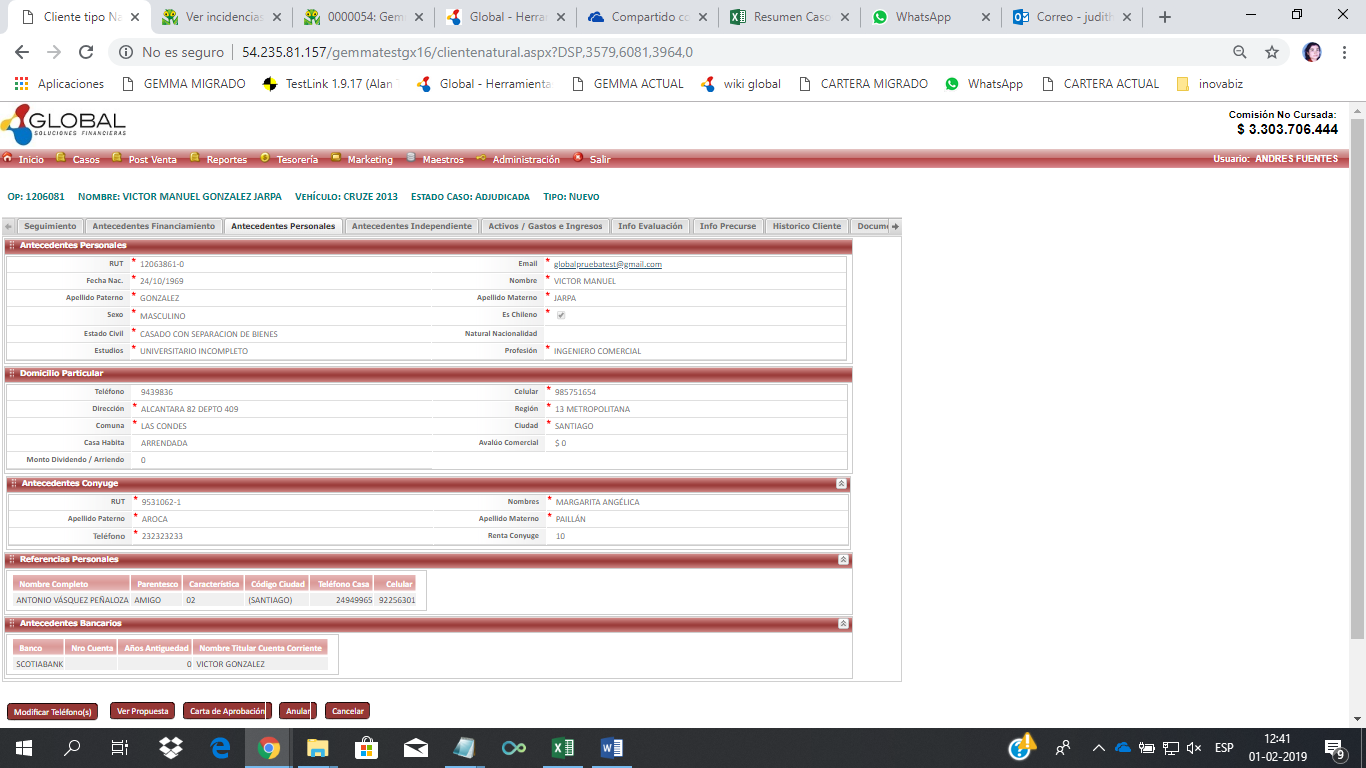 Cliente tipo Na
Ver incidencias
0000054: Gem
Global - Herra
Compartido co
Resumen Caso
WhatsApp
Correo - judith
No es seguro | 54.235.81.157/gemmatestgx16/clientenatural.aspx?DSP,3579,6081,3964,0
Aplicaciones GEMMA MIGRADO TestLink 1.9.17 (Alan Global - Herramienta GEMMA ACTUAL wiki global CARTERA MIGRADO WhatsApp CARTERA ACTUAL inovabiz
GLOBAL
SOLUCIONES FINANCIERAS
Comisión No Cursada:
$ 3.303.706.444
Inicio Casos Post Venta Reportes Tesorería Marketing Maestros Administración Salir Usuario: ANDRES FUENTES
OP: 1206081 NOMBRE: VICTOR MANUEL GONZALEZ JARPA VEHÍCULO: CRUZE 2013 ESTADO CASO: ADJUDICADA TIPO: NUEVO
Seguimiento Antecedentes Financiamiento Antecedentes Personales Antecedentes Independiente Activos / Gastos e Ingresos Info Evaluación Info Precurse Historico Cliente Docum
Antecedentes Personales
RUT * 12063861-0 Email * globalpruebatest@gmail.com
Fecha Nac. * 24/10/1969 Nombre * VICTOR MANUEL
Apellido Paterno * GONZALEZ Apellido Materno * JARPA
Sexo * MASCULINO Es Chileno *
Estado Civil * CASADO CON SEPARACION DE BIENES Natural Nacionalidad
Estudios * UNIVERSITARIO INCOMPLETO Profesión * INGENIERO COMERCIAL
Domicilio Particular
Teléfono 9439836 Celular * 985751654
Dirección * ALCANTARA 82 DEPTO 409 Región * 13 METROPOLITANA
Comuna * LAS CONDES Ciudad * SANTIAGO
Casa Habita ARRENDADA Avalúo Comercial $ 0
Monto Dividendo / Arriendo 0
Antecedentes Conyuge
RUT * 9531062-1 Nombres * MARGARITA ANGÉLICA
Apellido Paterno * AROCA Apellido Materno * PAILLÁN
Teléfono * 232323233 Renta Conyuge 10
Referencias Personales
Nombre Completo Parentesco Característica Código Ciudad Teléfono Casa Celular
ANTONIO VÁSQUEZ PEÑALOZA AMIGO 02 (SANTIAGO) 24949965 92256301
Antecedentes Bancarios
Banco Nro Cuenta Años Antiguedad Nombre Titular Cuenta Corriente
SCOTIABANK 0 VICTOR GONZALEZ
Modificar Teléfono(s) Ver Propuesta Carta de Aprobación Anular Cancelar
ESP
12:41
01-02-2019
9